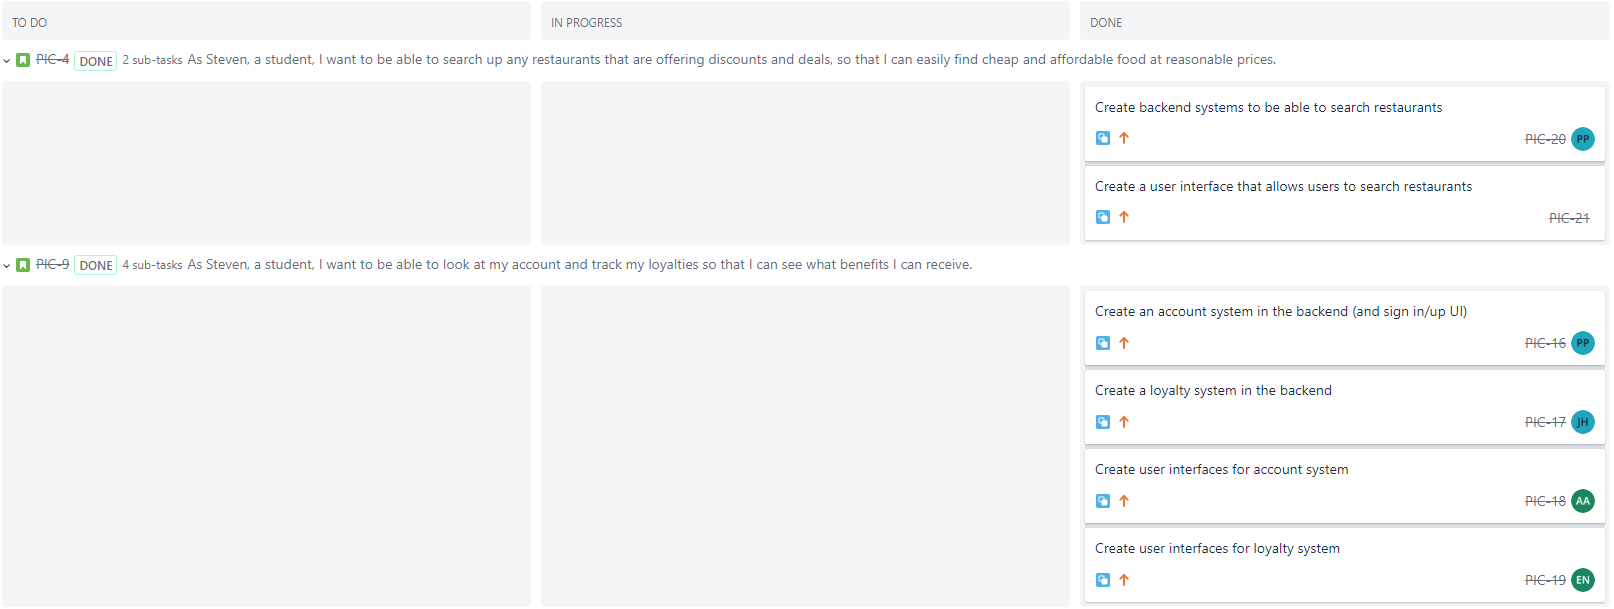 TO DO IN PROGRESS DONE
PIC-4 DONE 2 sub-tasks As Steven, a student, I want to be able to search up any restaurants that are offering discounts and deals, so that I can easily find cheap and affordable food at reasonable prices.
Create backend systems to be able to search restaurants
PIC-20 PP
Create a user interface that allows users to search restaurants
PIC-21
PIC-9 DONE 4 sub-tasks As Steven, a student, I want to be able to look at my account and track my loyalties so that I can see what benefits I can receive.
Create an account system in the backend (and sign in/up UI)
PIC-16 PP
Create a loyalty system in the backend
PIC-17 JH
Create user interfaces for account system
PIC-18 AA
Create user interfaces for loyalty system
PIC-19 EN